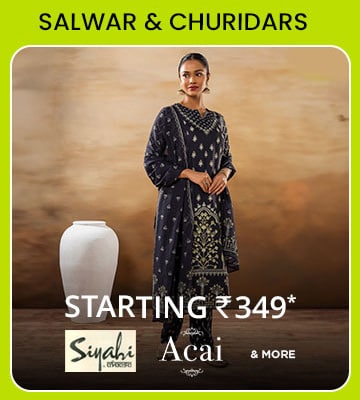 SALWAR & CHURIDARS
STARTING ₹349*
Siyahi
Acai
& MORE